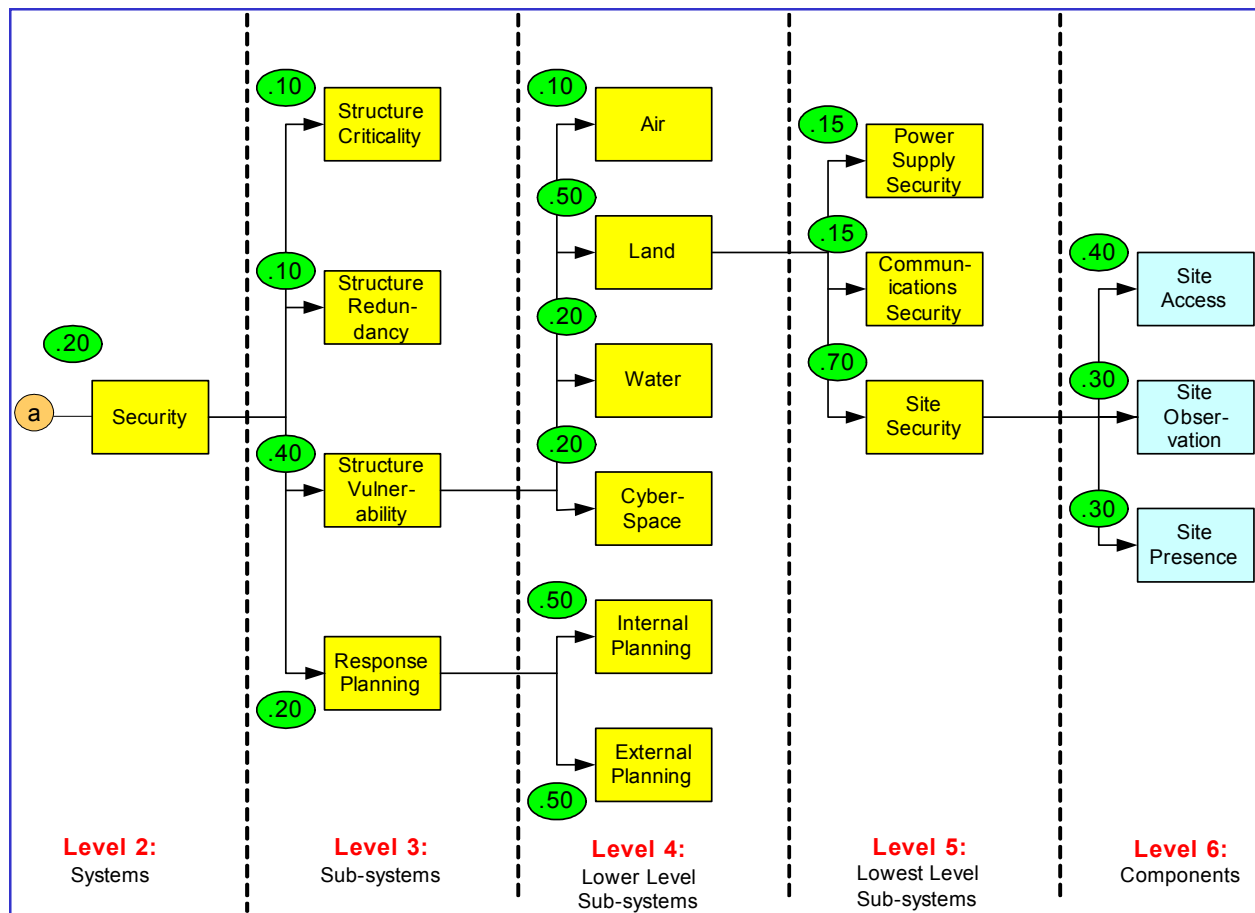 .20
a
Security
.10
Structure
Criticality
.10
Structure
Redun-
dancy
.40
Structure
Vulner-
ability
Response
Planning
.20
.10
Air
.50
Land
.20
Water
.20
Cyber-
Space
.50
Internal
Planning
External
Planning
.50
.15
Power
Supply
Security
.15
Commun-
ications
Security
.70
Site
Security
.40
Site
Access
.30
Site
Obser-
vation
.30
Site
Presence
Level 2:
Systems
Level 3:
Sub-systems
Level 4:
Lower Level
Sub-systems
Level 5:
Lowest Level
Sub-systems
Level 6:
Components